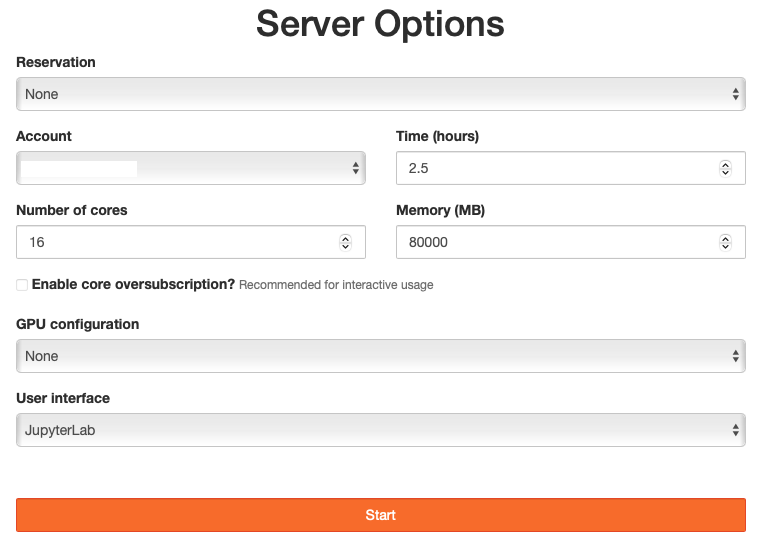 Server Options
Reservation
None
Account
Time (hours)
2.5
Number of cores
Memory (MB)
16
80000
Enable core oversubscription? Recommended for interactive usage
GPU configuration
None
User interface
JupyterLab
Start